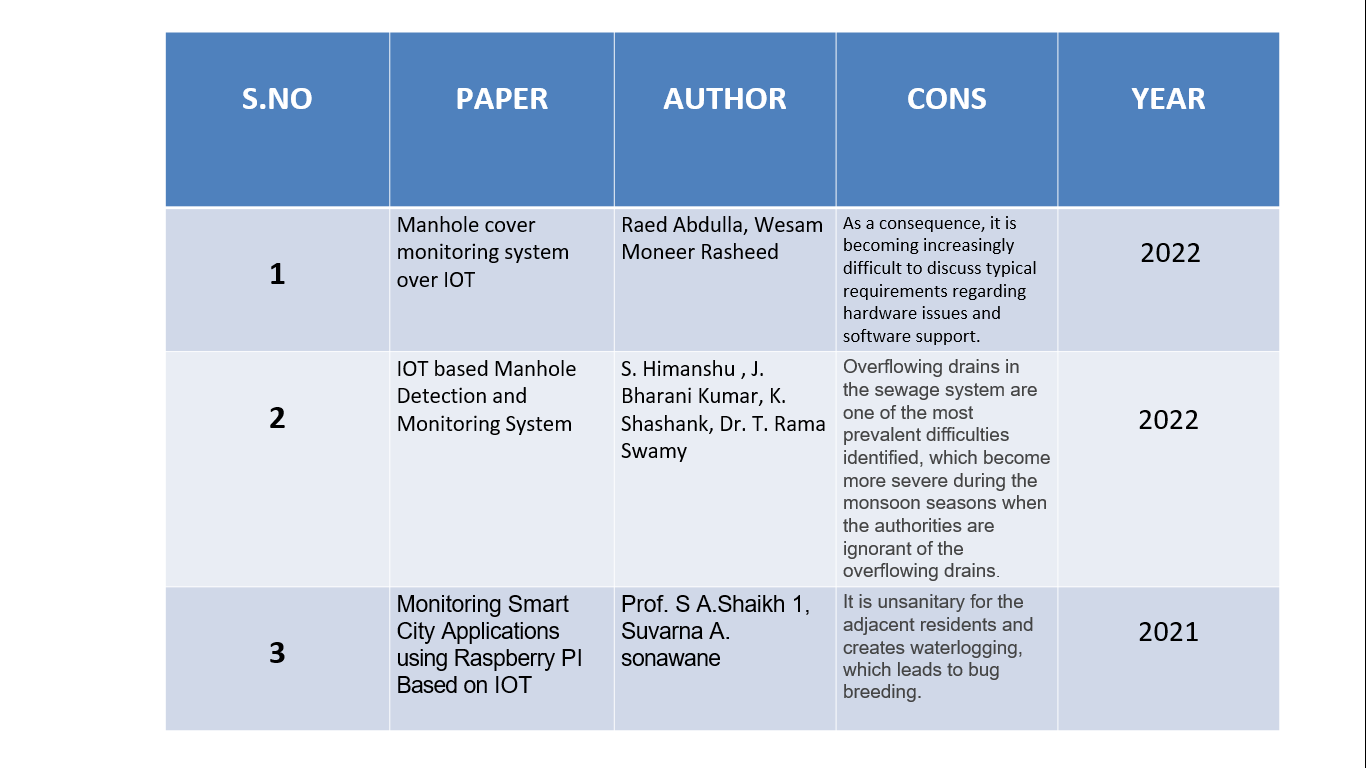 S.NO PAPER AUTHOR CONS YEAR
1
Manhole cover
monitoring system
over IOT
Raed Abdulla, Wesam
Moneer Rasheed
As a consequence, it is
becoming increasingly
difficult to discuss typical
requirements regarding
hardware issues and
software support.
2022
2
IOT based Manhole
Detection and
Monitoring System
S. Himanshu , J.
Bharani Kumar, K.
Shashank, Dr. T. Rama
Swamy
Overflowing drains in
the sewage system are
one of the most
prevalent difficulties
identified, which become
more severe during the
monsoon seasons when
the authorities are
ignorant of the
overflowing drains.
2022
3
Monitoring Smart
City Applications
using Raspberry PI
Based on IOT
Prof. S A.Shaikh 1,
Suvarna A.
sonawane
It is unsanitary for the
adjacent residents and
creates waterlogging,
which leads to bug
breeding.
2021